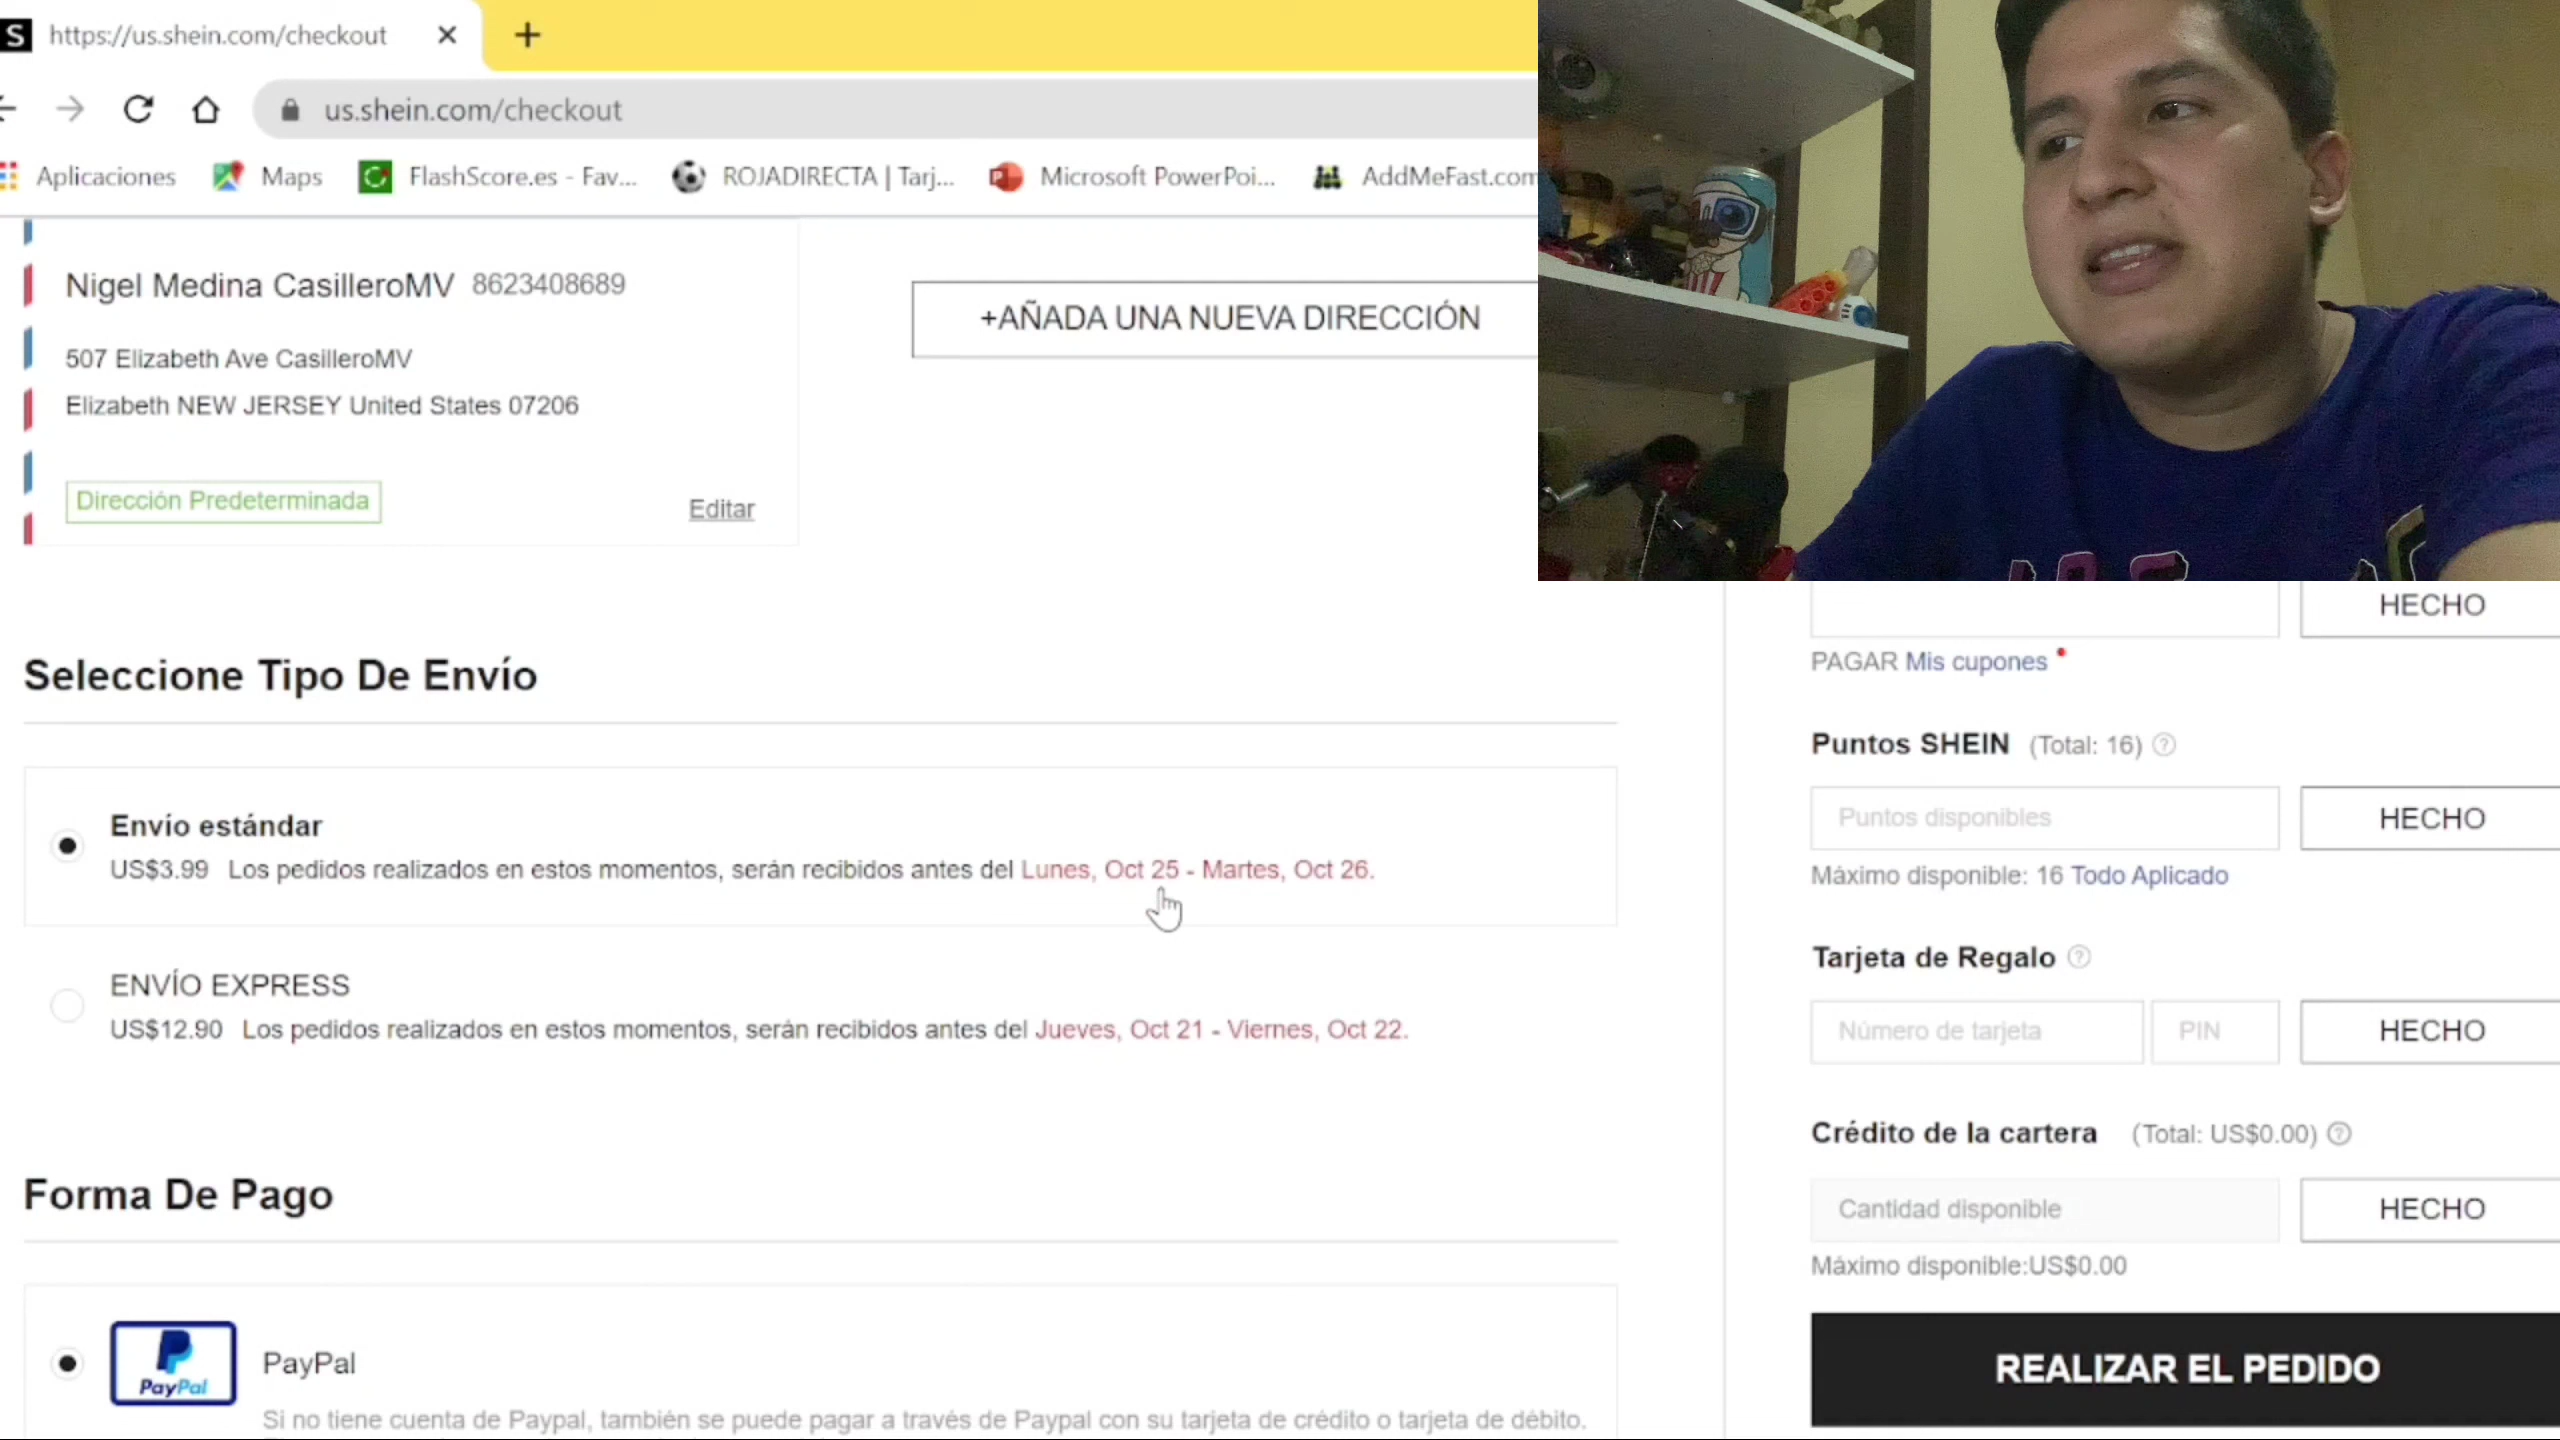 S https://us.shein.com/checkout
us.shein.com/checkout
Aplicaciones Maps FlashScore.es - Fav... ROJADIRECTA | Tarj... Microsoft PowerPoi... AddMeFast.com
Nigel Medina CasilleroMV 8623408689
507 Elizabeth Ave CasilleroMV
Elizabeth NEW JERSEY United States 07206
Dirección Predeterminada
Editar
+AÑADA UNA NUEVA DIRECCIÓN
Seleccione Tipo De Envío
Envío estándar
US$3.99 Los pedidos realizados en estos momentos, serán recibidos antes del Lunes, Oct 25 - Martes, Oct 26.
ENVÍO EXPRESS
US$12.90 Los pedidos realizados en estos momentos, serán recibidos antes del Jueves, Oct 21 - Viernes, Oct 22.
Forma De Pago
PayPal
PayPal
Si no tiene cuenta de Paypal, también se puede pagar a través de Paypal con su tarjeta de crédito o tarjeta de débito.
HECHO
PAGAR Mis cupones
Puntos SHEIN (Total: 16) ?
Puntos disponibles
HECHO
Máximo disponible: 16 Todo Aplicado
Tarjeta de Regalo ?
Número de tarjeta
PIN
HECHO
Crédito de la cartera (Total: US$0.00) ?
Cantidad disponible
HECHO
Máximo disponible:US$0.00
REALIZAR EL PEDIDO